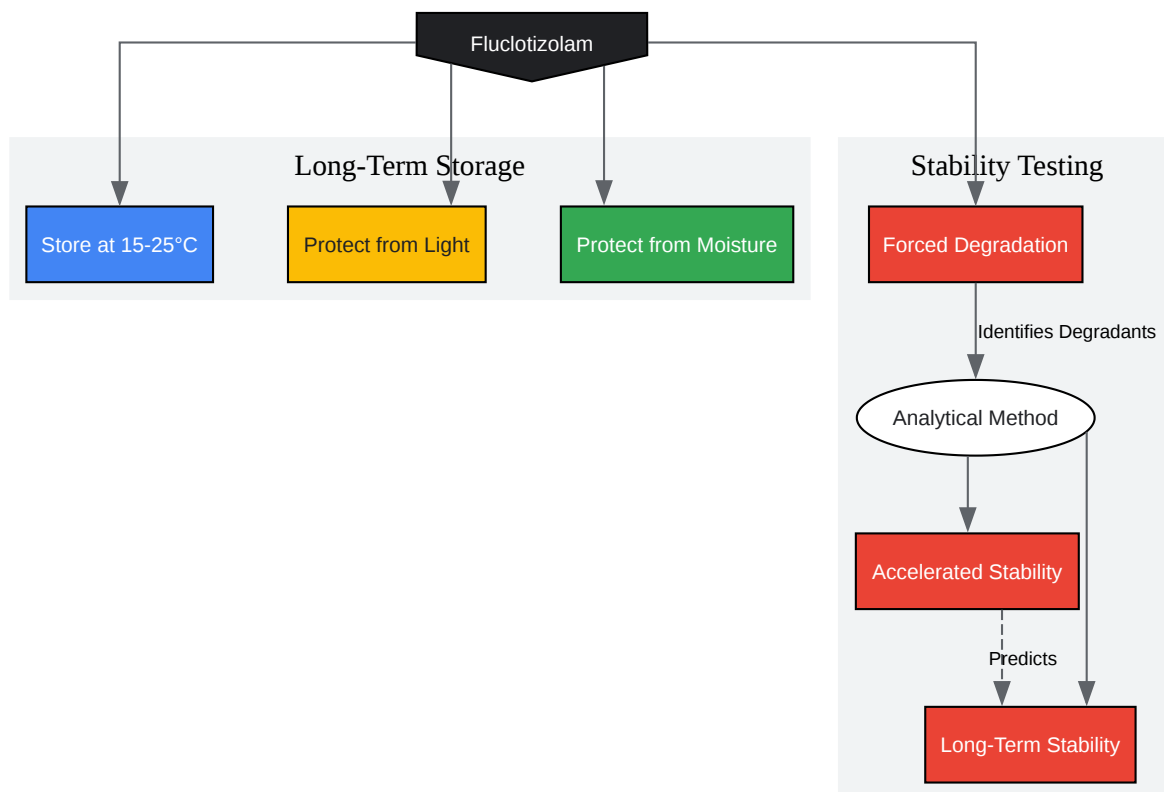 Fluclotizolam
Long-Term Storage
Stability Testing
Store at 15-25°C
Protect from Light
Protect from Moisture
Forced Degradation
Identifies Degradants
Analytical Method
Accelerated Stability
Predicts
Long-Term Stability